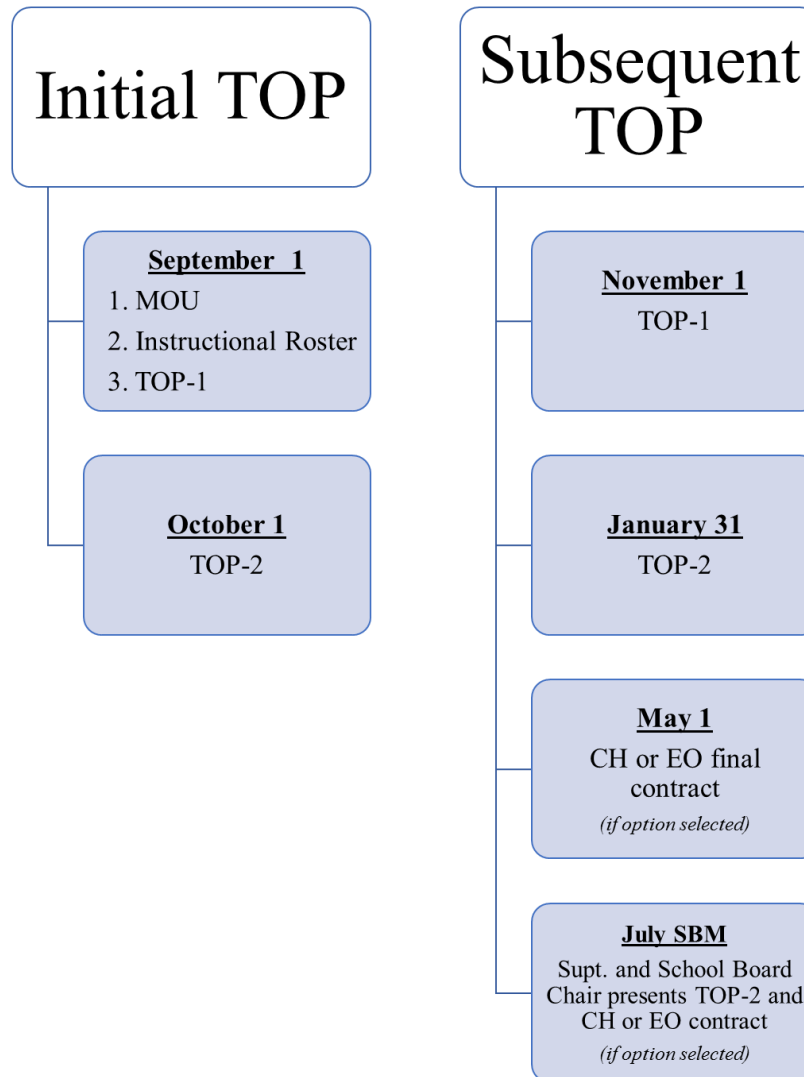 Initial TOP
September 1
1. MOU
2. Instructional Roster
3. TOP-1
October 1
TOP-2
Subsequent
TOP
November 1
TOP-1
January 31
TOP-2
May 1
CH or EO final
contract
(if option selected)
July SBM
Supt. and School Board
Chair presents TOP-2 and
CH or EO contract
(if option selected)